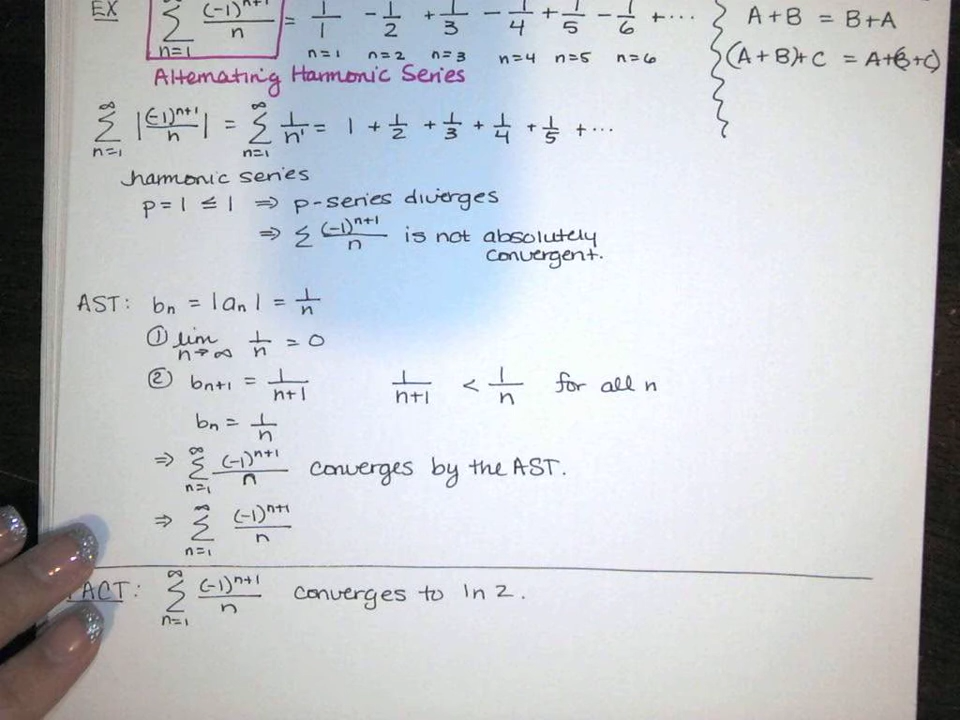 EX ∞∑n=1 (-1)^(n+1)/n = 1/1 - 1/2 + 1/3 - 1/4 + 1/5 - 1/6 + ...
n=1 n=2 n=3 n=4 n=5 n=6
Alternating Harmonic Series
A+B = B+A
(A+B)+C = A+(B+C)
∞∑n=1 |(-1)^(n+1)/n| = ∞∑n=1 1/n^1 = 1 + 1/2 + 1/3 + 1/4 + 1/5 + ...
harmonic series
p = 1 ≤ 1 ⇒ p-series diverges
⇒ ∑ (-1)^(n+1)/n is not absolutely
convergent.
AST: bn = |an| = 1/n
① lim n→∞ 1/n = 0
② bn+1 = 1/(n+1) 1/(n+1) < 1/n for all n
bn = 1/n
⇒ ∞∑n=1 (-1)^(n+1)/n converges by the AST.
⇒ ∞∑n=1 (-1)^(n+1)/n
FACT: ∞∑n=1 (-1)^(n+1)/n converges to ln 2.